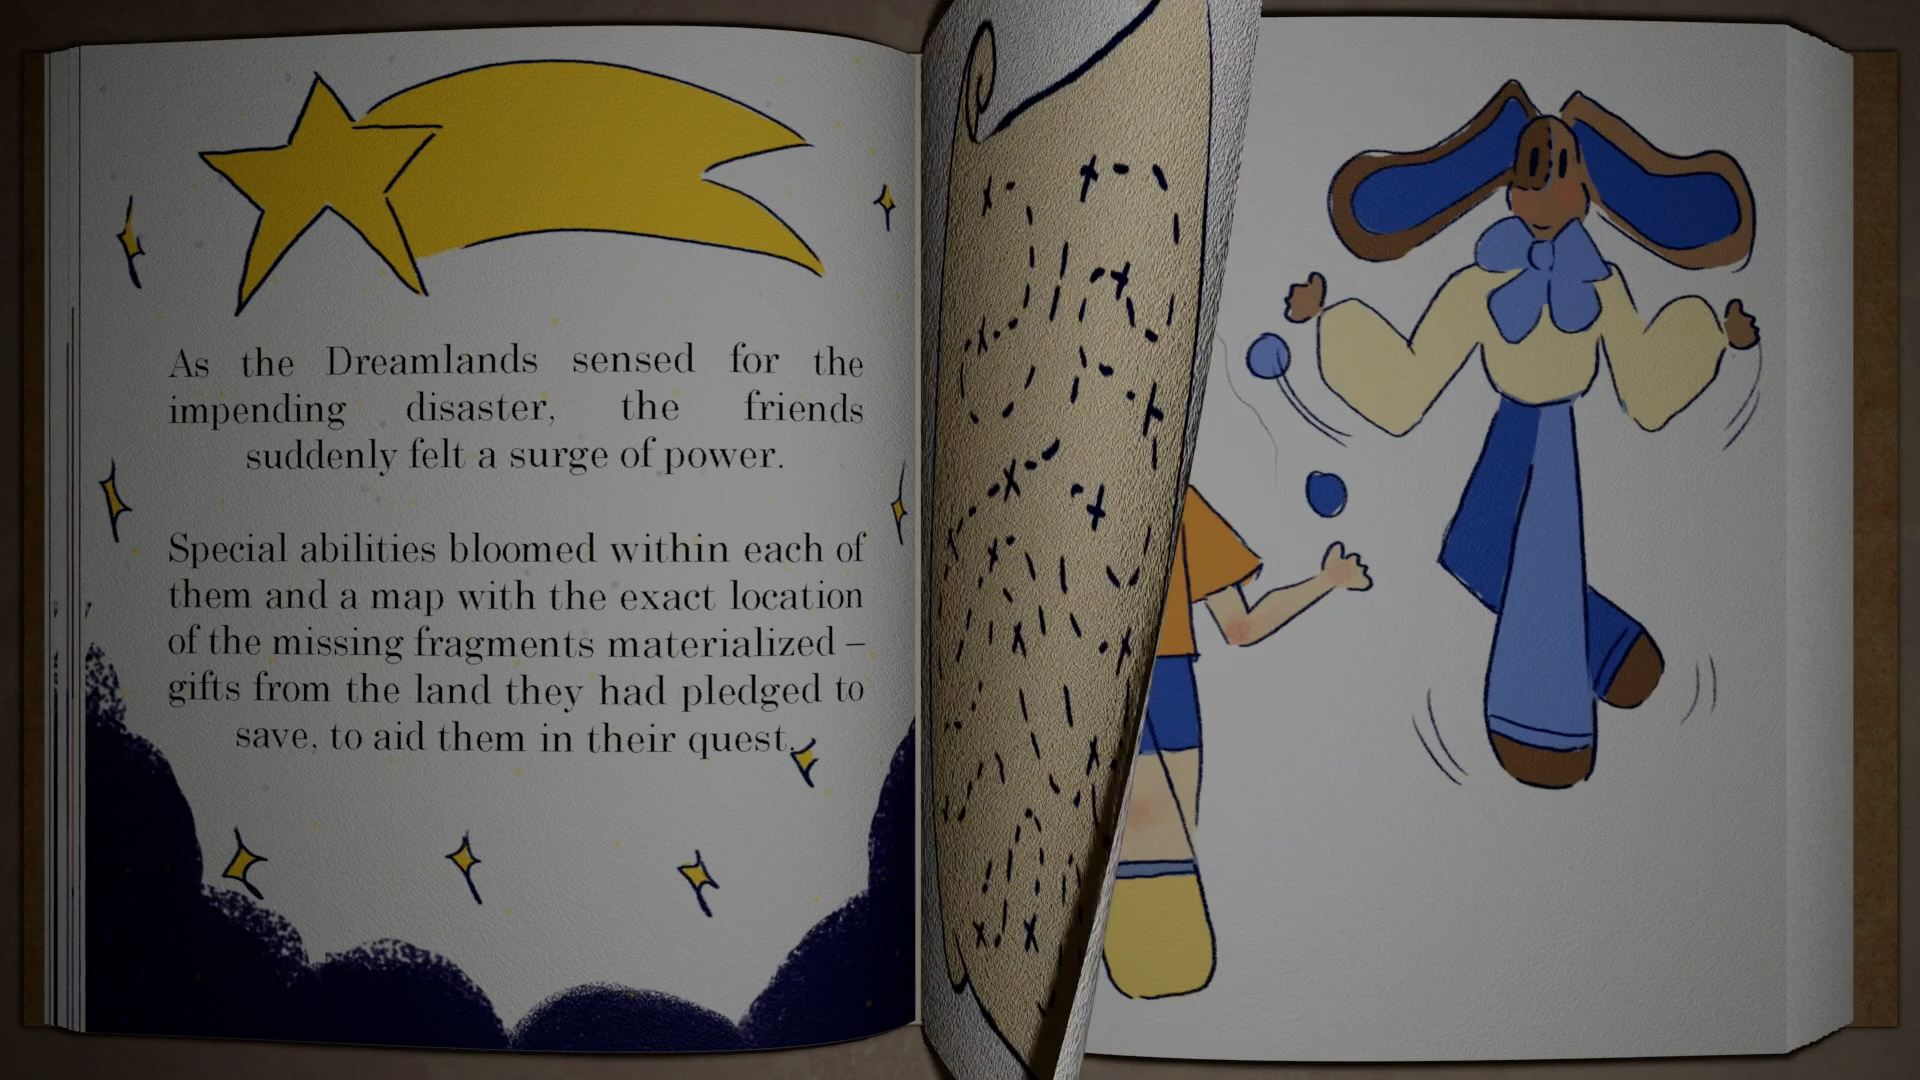 As the Dreamlands sensed for the
impending disaster, the friends
suddenly felt a surge of power.
Special abilities bloomed within each of
them and a map with the exact location
of the missing fragments materialized –
gifts from the land they had pledged to
save, to aid them in their quest.